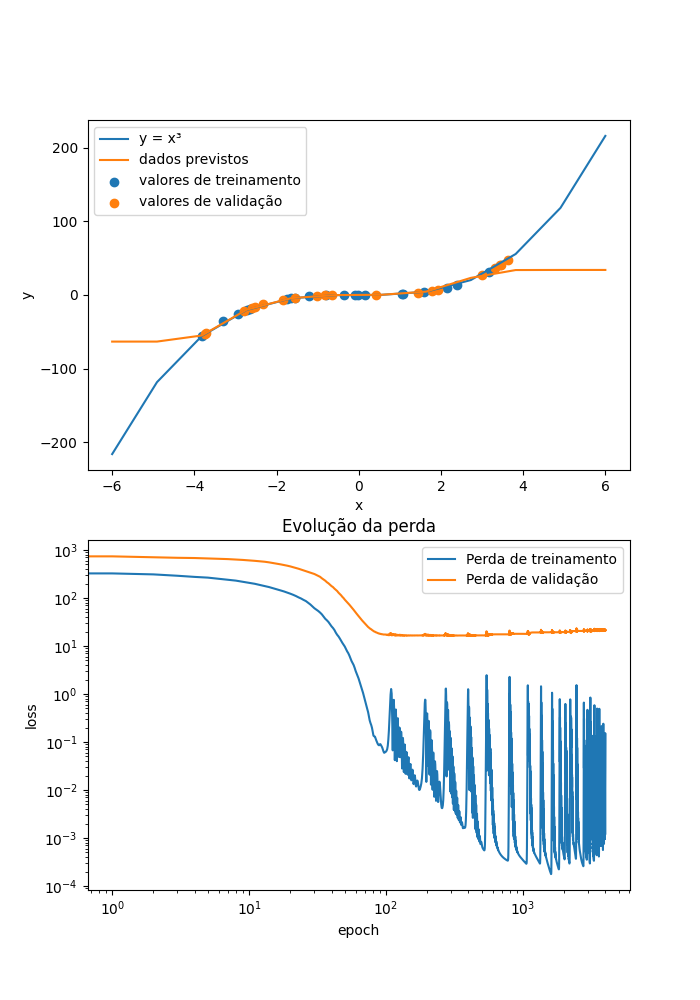 y = x³
dados previstos
valores de treinamento
valores de validação
200
100
0
−100
−200
y
−6 −4 −2 0 2 4 6
x
Evolução da perda
Perda de treinamento
Perda de validação
10³
10²
10¹
10⁰
10⁻¹
10⁻²
10⁻³
10⁻⁴
loss
10⁰ 10¹ 10² 10³
epoch